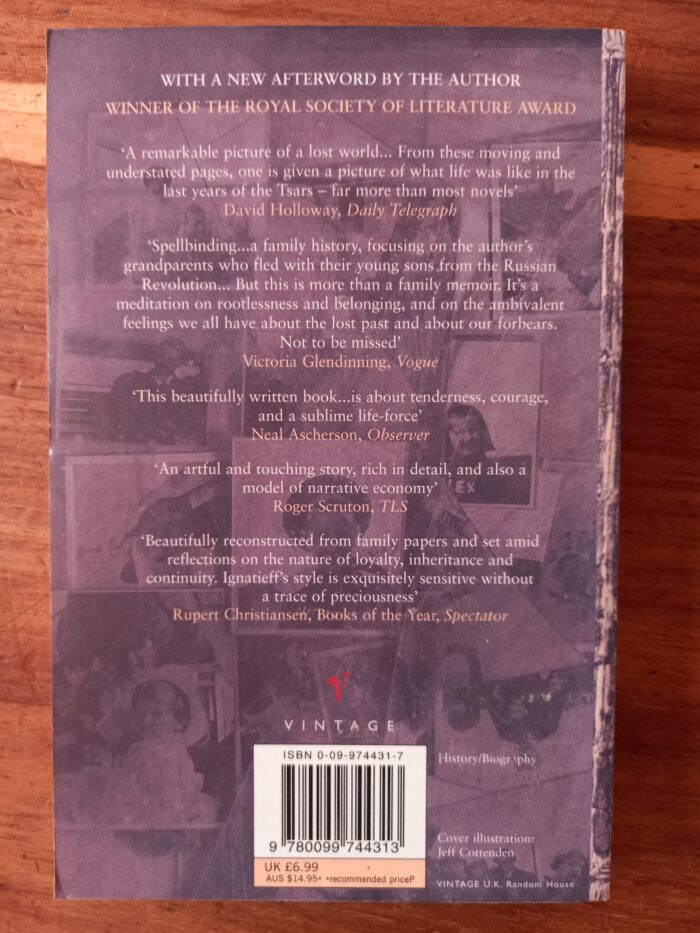 WITH A NEW AFTERWORD BY THE AUTHOR
WINNER OF THE ROYAL SOCIETY OF LITERATURE AWARD
‘A remarkable picture of a lost world... From these moving and
understated pages, one is given a picture of what life was like in the
last years of the Tsars – far more than most novels’
David Holloway, Daily Telegraph
‘Spellbinding...a family history, focusing on the author’s
grandparents who fled with their young sons from the Russian
Revolution... But this is more than a family memoir. It’s a
meditation on rootlessness and belonging, and on the ambivalent
feelings we all have about the lost past and about our forbears.
Not to be missed’
Victoria Glendinning, Vogue
‘This beautifully written book...is about tenderness, courage,
and a sublime life-force’
Neal Ascherson, Observer
‘An artful and touching story, rich in detail, and also a
model of narrative economy’
Roger Scruton, TLS
‘Beautifully reconstructed from family papers and set amid
reflections on the nature of loyalty, inheritance and
continuity. Ignatieff’s style is exquisitely sensitive without
a trace of preciousness’
Rupert Christiansen, Books of the Year, Spectator
VINTAGE
ISBN 0-09-974431-7
9 780099 744313
UK £6.99
AUS $14.95* *recommended priceP
History/Biography
Cover illustration:
Jeff Cottenden
VINTAGE U.K. Random House